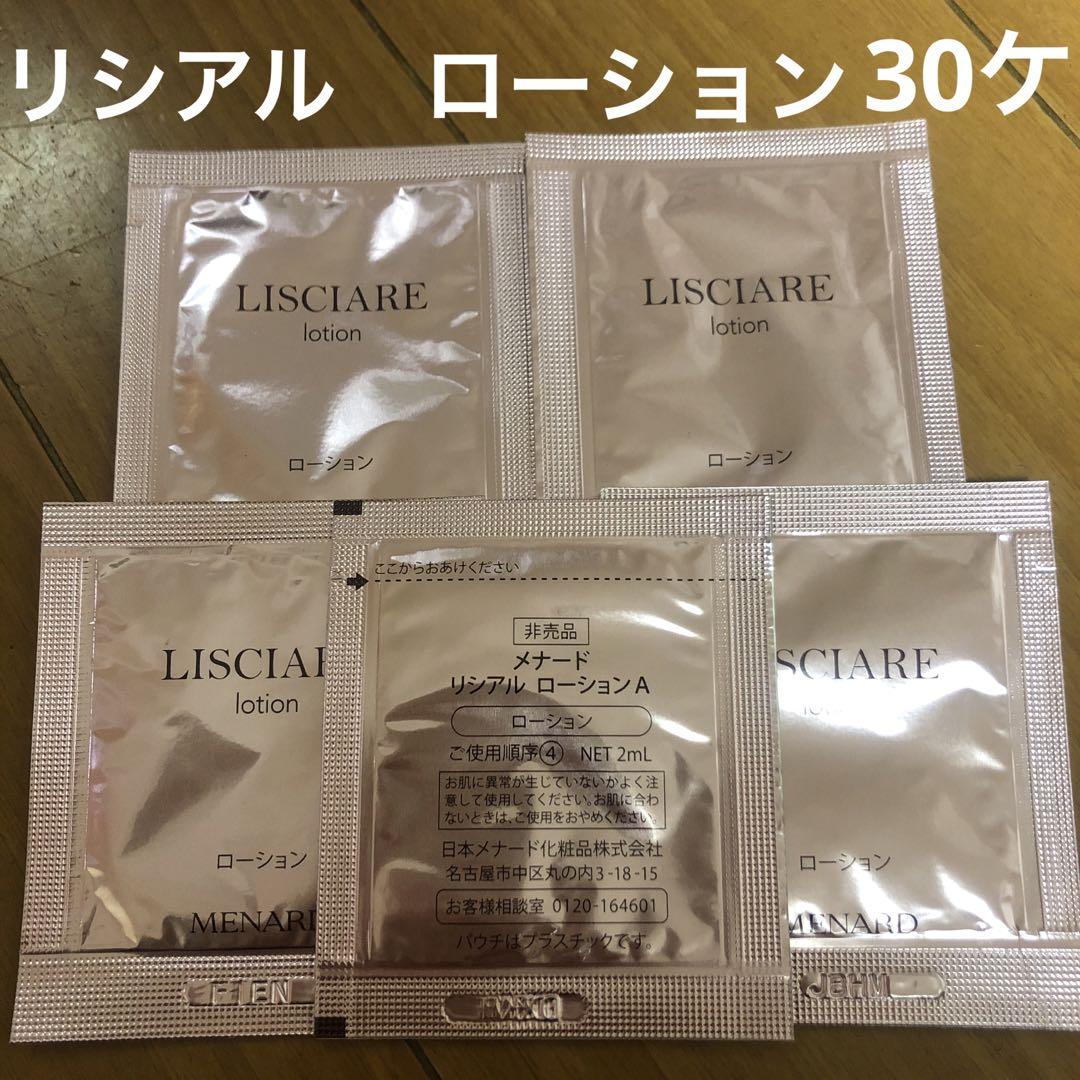 リシアル ローション 30ケ
LISCIARE
lotion
ローション
LISCIARE
lotion
ローション
LISCIAR
lotion
ローション
MENARD
F1EN
ここからおあけください
非売品
メナード
リシアル ローションA
ローション
ご使用順序④ NET 2mL
お肌に異常が生じていないかよく注
意して使用してください。お肌に合わ
ないときは、ご使用をおやめください。
日本メナード化粧品株式会社
名古屋市中区丸の内3-18-15
お客様相談室 0120-164601
パウチはプラスチックです。
SCIARE
ローション
MENARD
JBHM